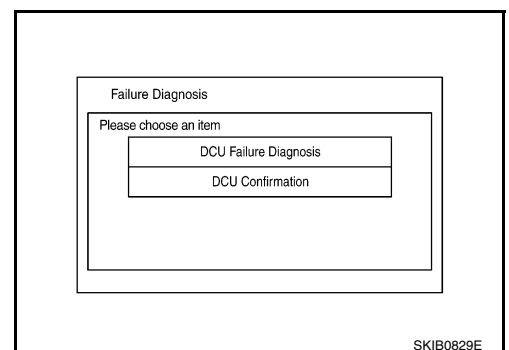 Failure Diagnosis
Please choose an item
DCU Failure Diagnosis
DCU Confirmation
SKIB0829E